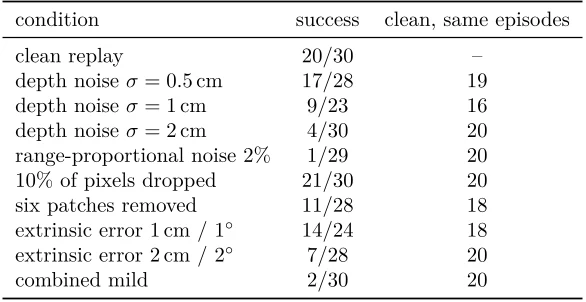 condition success clean, same episodes
clean replay 20/30 –
depth noise σ = 0.5 cm 17/28 19
depth noise σ = 1 cm 9/23 16
depth noise σ = 2 cm 4/30 20
range-proportional noise 2% 1/29 20
10% of pixels dropped 21/30 20
six patches removed 11/28 18
extrinsic error 1 cm / 1° 14/24 18
extrinsic error 2 cm / 2° 7/28 20
combined mild 2/30 20